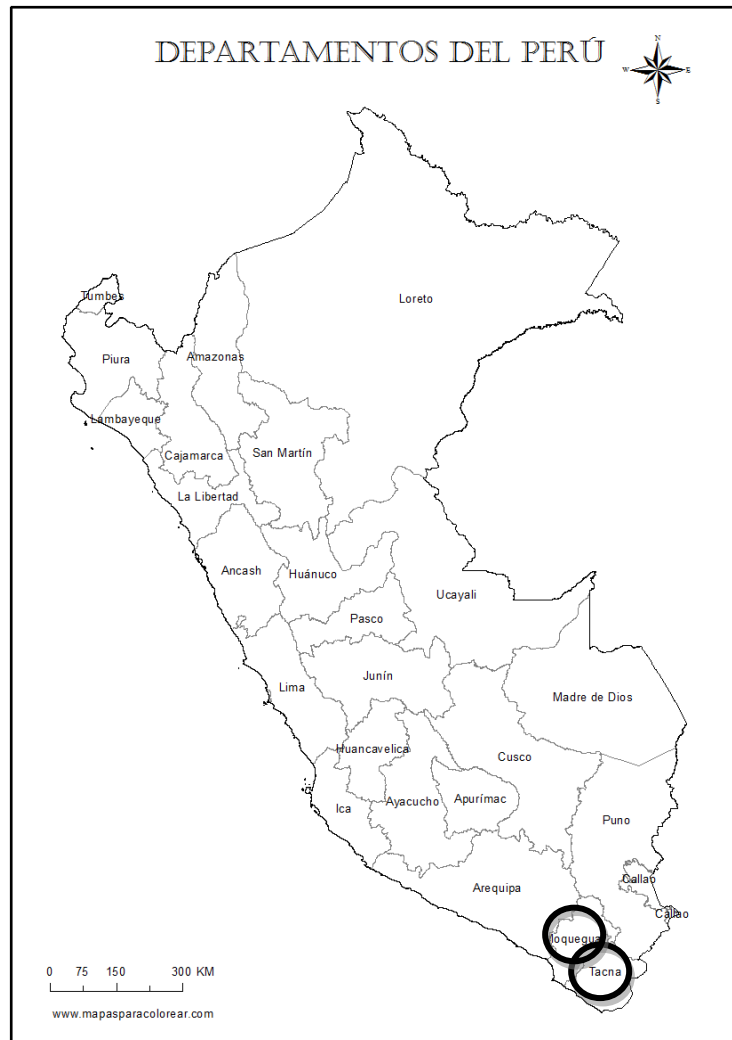 DEPARTAMENTOS DEL PERÚ
N
W
E
S
Loreto
Tumbes
Piura
Amazonas
Lambayeque
Cajamarca
San Martín
La Libertad
Ancash
Huánuco
Ucayali
Pasco
Junín
Lima
Madre de Dios
Huancavelica
Cusco
Ica
Ayacucho
Apurímac
Puno
Callao
Arequipa
Callao
Moquegua
Tacna
0 75 150 300 KM
www.mapasparacolorear.com